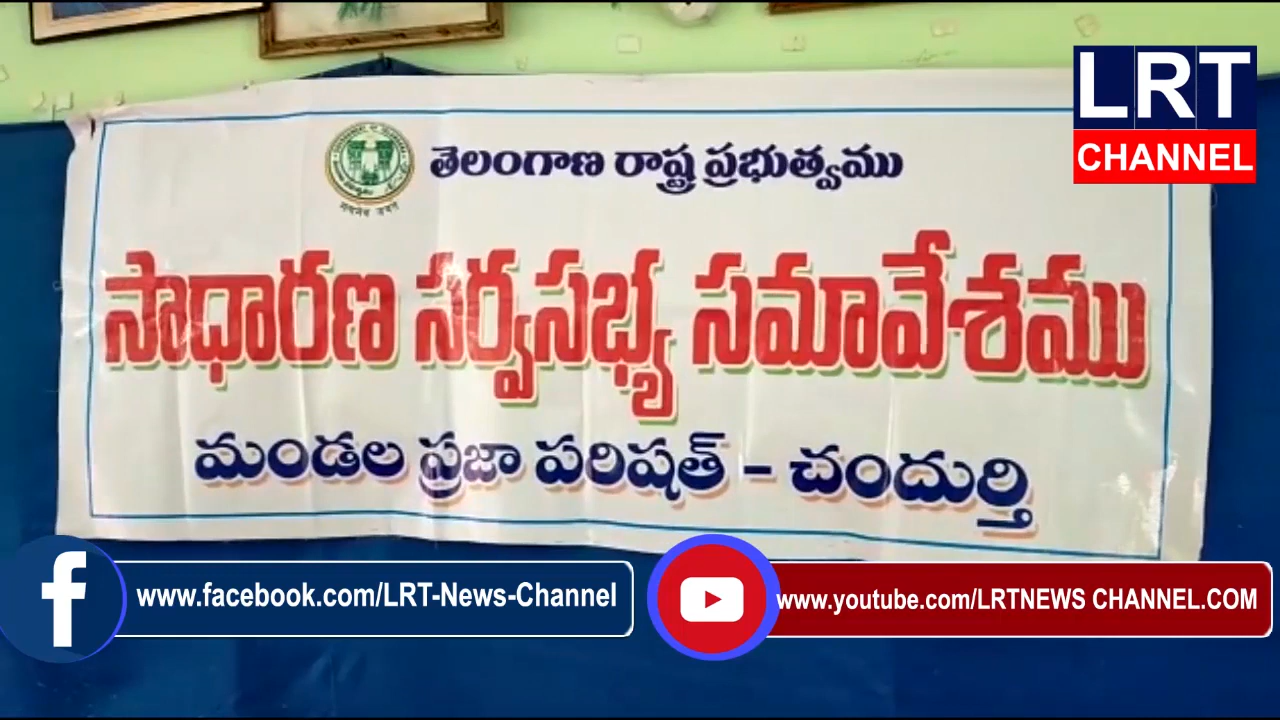 LRT
CHANNEL
తెలంగాణ రాష్ట్ర ప్రభుత్వము
సాధారణ సర్వసభ్య సమావేశము
మండల ప్రజా పరిషత్ - చందుర్తి
www.facebook.com/LRT-News-Channel
www.youtube.com/LRTNEWS CHANNEL.COM